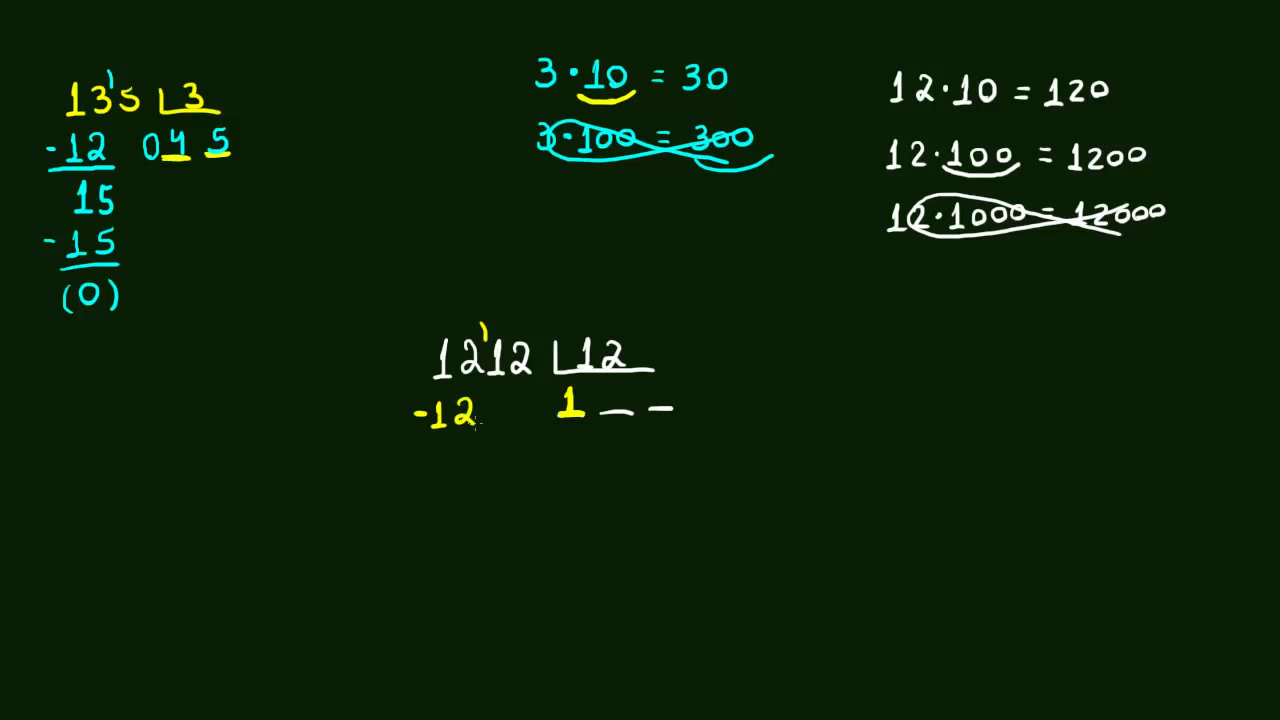 13'5 3
-12 045
15
-15
(0)
3·10 = 30
3·100 = 300
12·10 = 120
12·100 = 1200
12·1000 = 12000
12'12 12
-12 1 _ _